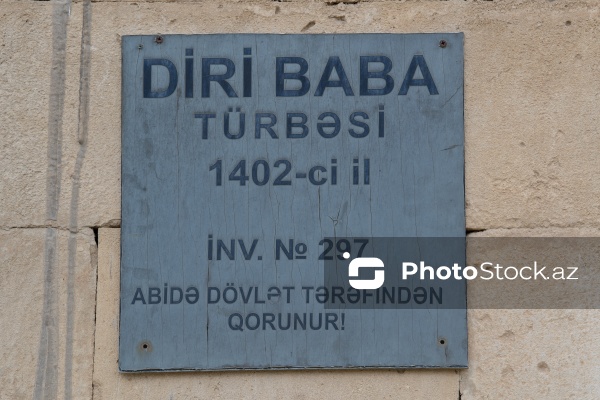 DİRİ BABA
TÜRBƏSİ
1402-ci il
İNV. № 297
PhotoStock.az
ABİDƏ DÖVLƏT TƏRƏFİNDƏN
QORUNUR!